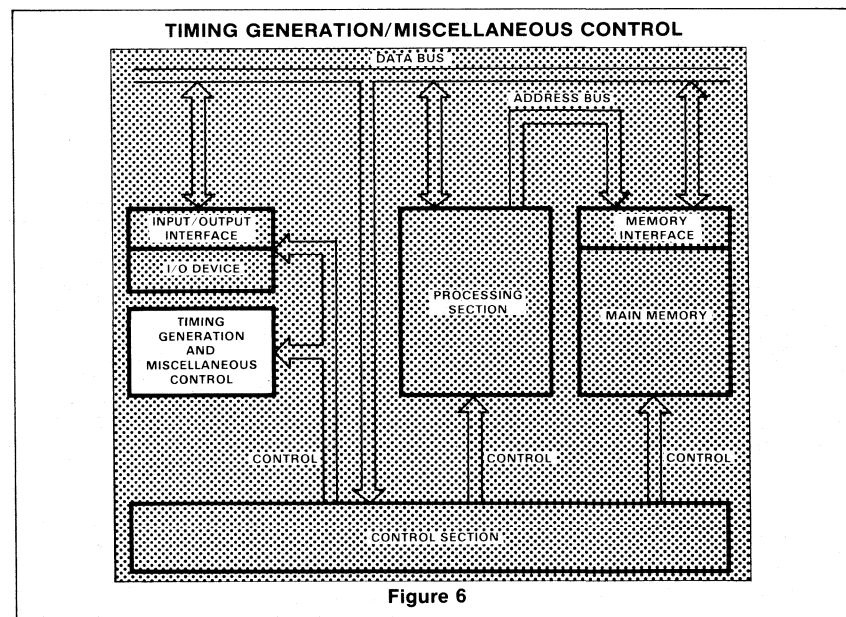 TIMING GENERATION/MISCELLANEOUS CONTROL
DATA BUS
ADDRESS BUS
INPUT/OUTPUT
INTERFACE
I/O DEVICE
TIMING
GENERATION
AND
MISCELLANEOUS
CONTROL
PROCESSING
SECTION
MEMORY
INTERFACE
MAIN MEMORY
CONTROL
CONTROL
CONTROL
CONTROL SECTION
Figure 6